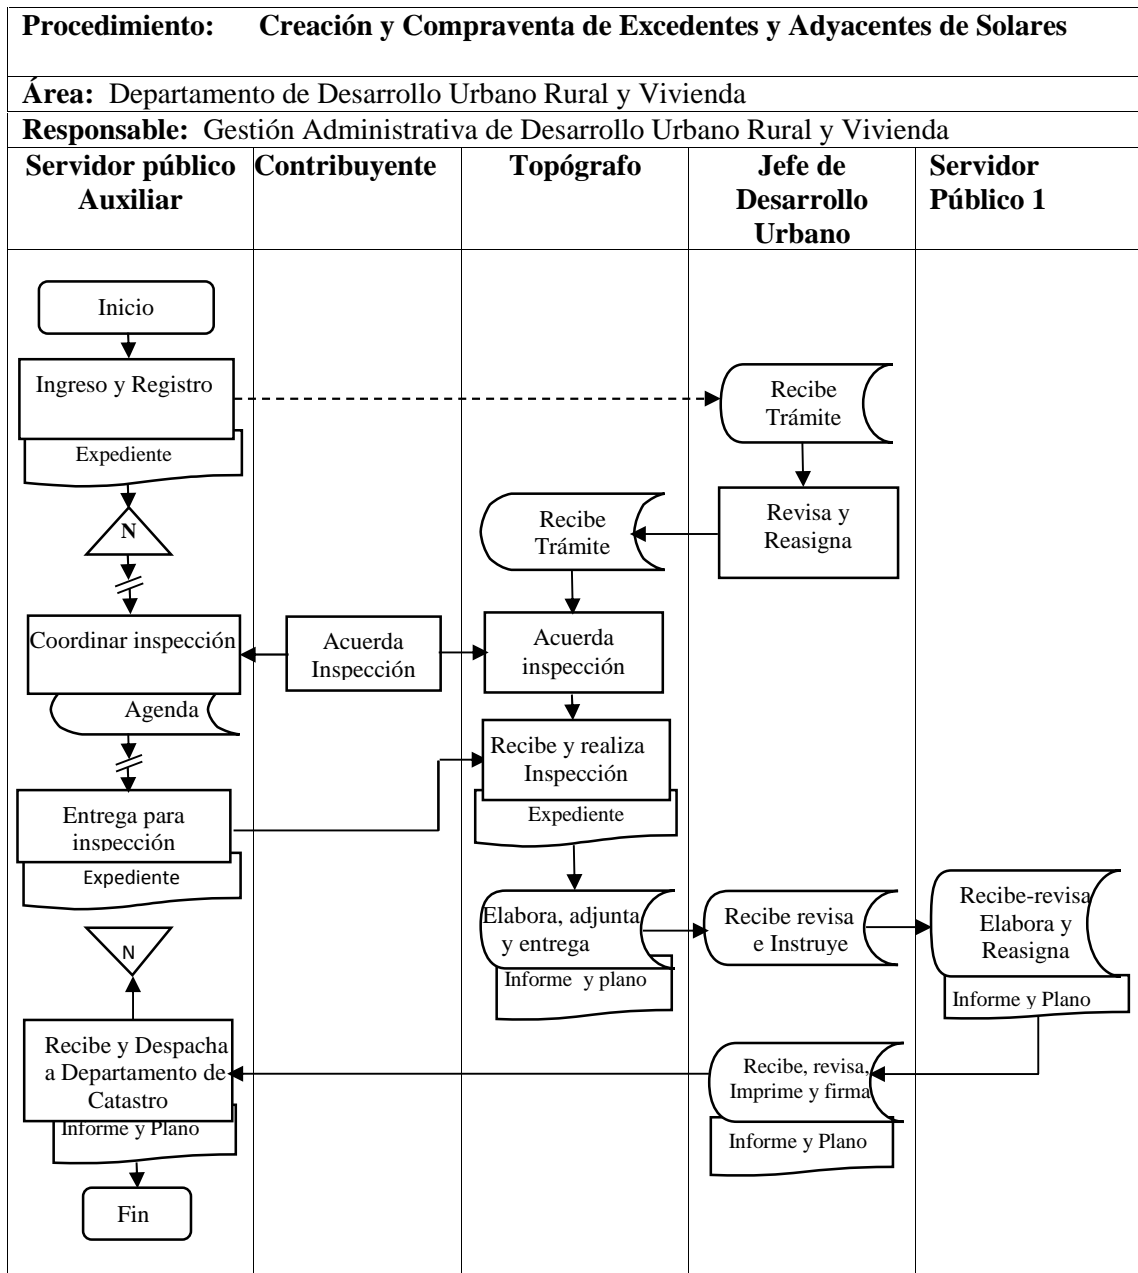 Procedimiento: Creación y Compraventa de Excedentes y Adyacentes de Solares
Área: Departamento de Desarrollo Urbano Rural y Vivienda
Responsable: Gestión Administrativa de Desarrollo Urbano Rural y Vivienda
Servidor público
Auxiliar
Contribuyente
Topógrafo
Jefe de
Desarrollo
Urbano
Servidor
Público 1
Inicio
Ingreso y Registro
Expediente
N
Recibe
Trámite
Revisa y
Reasigna
Recibe
Trámite
Coordinar inspección
Agenda
Acuerda
Inspección
Acuerda
inspección
Recibe y realiza
Inspección
Expediente
Entrega para
inspección
Expediente
Elabora, adjunta
y entrega
Informe y plano
Recibe revisa
e Instruye
Recibe-revisa
Elabora y
Reasigna
Informe y Plano
N
Recibe y Despacha
a Departamento de
Catastro
Informe y Plano
Recibe, revisa,
Imprime y firma
Informe y Plano
Fin